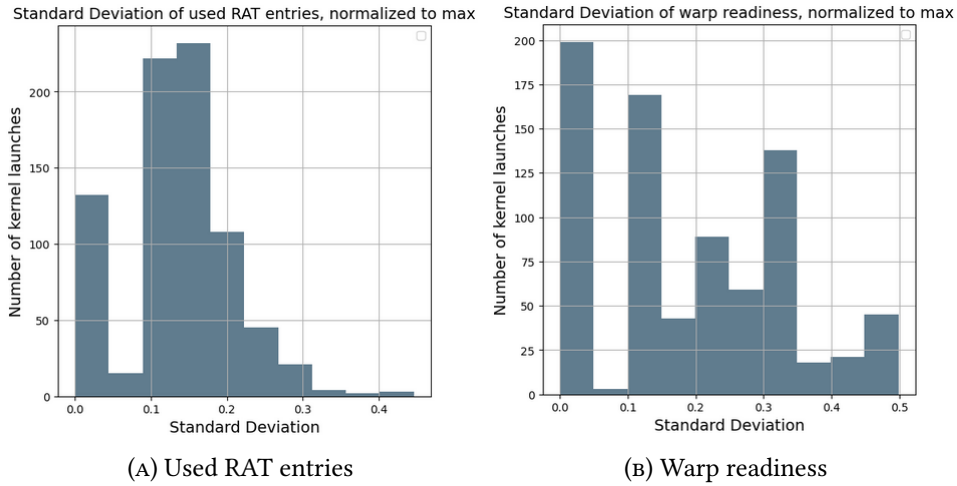 Standard Deviation of used RAT entries, normalized to max
Number of kernel launches
200
150
100
50
0
0.0 0.1 0.2 0.3 0.4
Standard Deviation
(A) Used RAT entries
Standard Deviation of warp readiness, normalized to max
Number of kernel launches
200
175
150
125
100
75
50
25
0
0.0 0.1 0.2 0.3 0.4 0.5
Standard Deviation
(B) Warp readiness